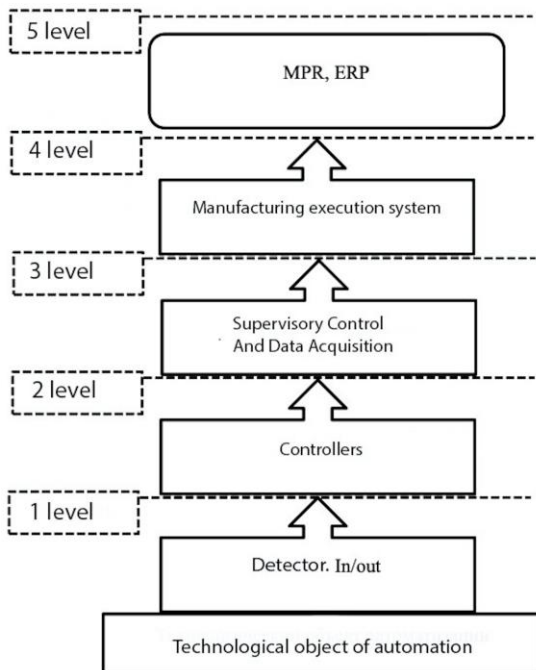 5 level
MPR, ERP
4 level
Manufacturing execution system
3 level
Supervisory Control
And Data Acquisition
2 level
Controllers
1 level
Detector. In/out
Technological object of automation